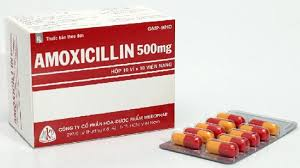 GMP-WHO
Rx Thuốc bán theo đơn
AMOXICILLIN 500mg
HỘP 10 VỈ x 10 VIÊN NANG
CÔNG TY CỔ PHẦN HÓA-DƯỢC PHẨM MEKOPHAR